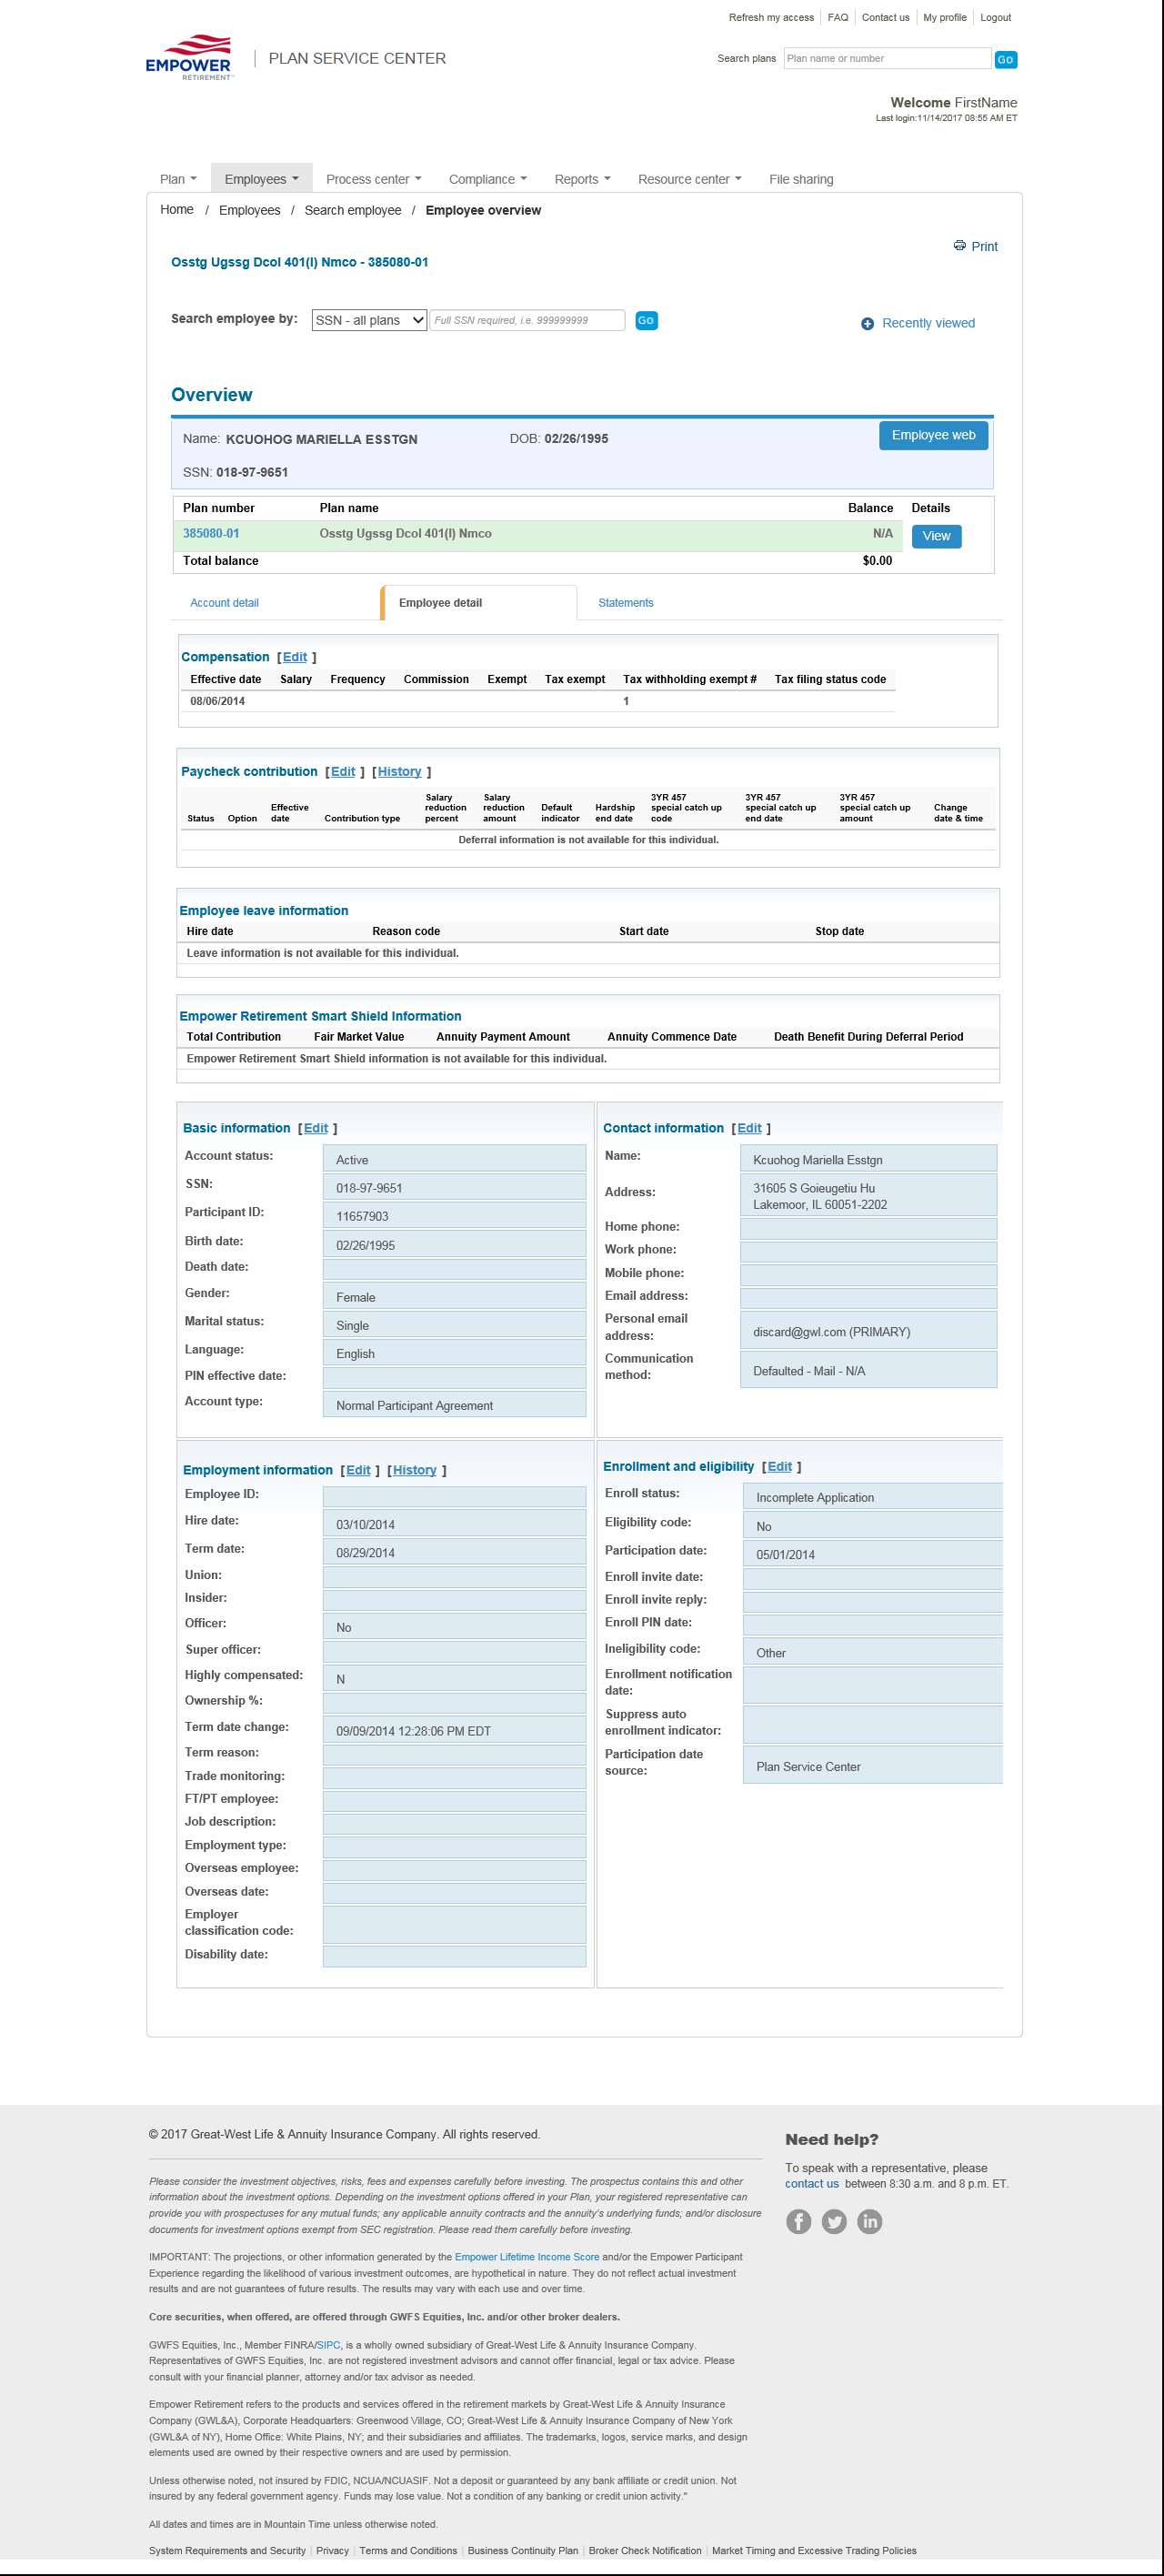 Refresh my access FAQ Contact us My profile Logout
EMPOWER
RETIREMENT
PLAN SERVICE CENTER
Search plans Plan name or number GO
Welcome FirstName
Last login:11/14/2017 08:55 AM ET
Plan Employees Process center Compliance Reports Resource center File sharing
Home / Employees / Search employee / Employee overview
Print
Osstg Ugssg Dcol 401(I) Nmco - 385080-01
Search employee by: SSN - all plans Full SSN required, i.e. 999999999 GO
Recently viewed
Overview
Name: KCUOHOG MARIELLA ESSTGN DOB: 02/26/1995 Employee web
SSN: 018-97-9651
Plan number Plan name Balance Details
385080-01 Osstg Ugssg Dcol 401(I) Nmco N/A View
Total balance $0.00
Account detail Employee detail Statements
Compensation [Edit ]
Effective date Salary Frequency Commission Exempt Tax exempt Tax withholding exempt # Tax filing status code
08/06/2014 1
Paycheck contribution [Edit ] [History ]
Status Option Effective date Contribution type Salary reduction percent Salary reduction amount Default indicator Hardship end date 3YR 457 special catch up code 3YR 457 special catch up end date 3YR 457 special catch up amount Change date & time
Deferral information is not available for this individual.
Employee leave information
Hire date Reason code Start date Stop date
Leave information is not available for this individual.
Empower Retirement Smart Shield Information
Total Contribution Fair Market Value Annuity Payment Amount Annuity Commence Date Death Benefit During Deferral Period
Empower Retirement Smart Shield information is not available for this individual.
Basic information [Edit ]
Account status: Active
SSN: 018-97-9651
Participant ID: 11657903
Birth date: 02/26/1995
Death date:
Gender: Female
Marital status: Single
Language: English
PIN effective date:
Account type: Normal Participant Agreement
Contact information [Edit ]
Name: Kcuohog Mariella Esstgn
Address: 31605 S Goieugetiu Hu
Lakemoor, IL 60051-2202
Home phone:
Work phone:
Mobile phone:
Email address:
Personal email
address: discard@gwl.com (PRIMARY)
Communication
method: Defaulted - Mail - N/A
Employment information [Edit ] [History ]
Employee ID:
Hire date: 03/10/2014
Term date: 08/29/2014
Union:
Insider:
Officer: No
Super officer:
Highly compensated: N
Ownership %:
Term date change: 09/09/2014 12:28:06 PM EDT
Term reason:
Trade monitoring:
FT/PT employee:
Job description:
Employment type:
Overseas employee:
Overseas date:
Employer
classification code:
Disability date:
Enrollment and eligibility [Edit ]
Enroll status: Incomplete Application
Eligibility code: No
Participation date: 05/01/2014
Enroll invite date:
Enroll invite reply:
Enroll PIN date:
Ineligibility code: Other
Enrollment notification
date:
Suppress auto
enrollment indicator:
Participation date
source: Plan Service Center
© 2017 Great-West Life & Annuity Insurance Company. All rights reserved.
Please consider the investment objectives, risks, fees and expenses carefully before investing. The prospectus contains this and other
information about the investment options. Depending on the investment options offered in your Plan, your registered representative can
provide you with prospectuses for any mutual funds; any applicable annuity contracts and the annuity's underlying funds; and/or disclosure
documents for investment options exempt from SEC registration. Please read them carefully before investing.
IMPORTANT: The projections, or other information generated by the Empower Lifetime Income Score and/or the Empower Participant
Experience regarding the likelihood of various investment outcomes, are hypothetical in nature. They do not reflect actual investment
results and are not guarantees of future results. The results may vary with each use and over time.
Core securities, when offered, are offered through GWFS Equities, Inc. and/or other broker dealers.
GWFS Equities, Inc., Member FINRA/SIPC, is a wholly owned subsidiary of Great-West Life & Annuity Insurance Company.
Representatives of GWFS Equities, Inc. are not registered investment advisors and cannot offer financial, legal or tax advice. Please
consult with your financial planner, attorney and/or tax advisor as needed.
Empower Retirement refers to the products and services offered in the retirement markets by Great-West Life & Annuity Insurance
Company (GWL&A), Corporate Headquarters: Greenwood Village, CO; Great-West Life & Annuity Insurance Company of New York
(GWL&A of NY), Home Office: White Plains, NY; and their subsidiaries and affiliates. The trademarks, logos, service marks, and design
elements used are owned by their respective owners and are used by permission.
Unless otherwise noted, not insured by FDIC, NCUA/NCUASIF. Not a deposit or guaranteed by any bank affiliate or credit union. Not
insured by any federal government agency. Funds may lose value. Not a condition of any banking or credit union activity."
All dates and times are in Mountain Time unless otherwise noted.
System Requirements and Security | Privacy | Terms and Conditions | Business Continuity Plan | Broker Check Notification | Market Timing and Excessive Trading Policies
Need help?
To speak with a representative, please
contact us between 8:30 a.m. and 8 p.m. ET.